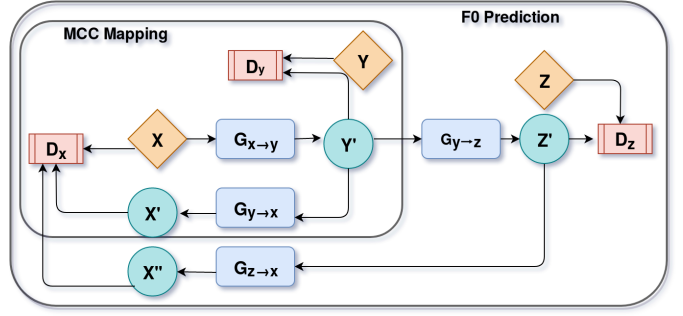 F0 Prediction
MCC Mapping
Y
Dy
Z
X
Gx→y
Y'
Gy→z
Z'
Dz
Dx
X'
Gy→x
X"
Gz→x